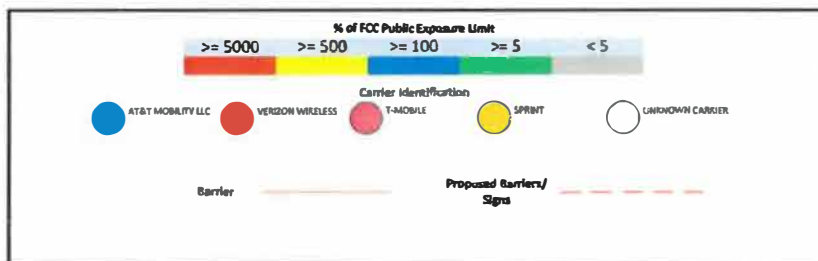 % of FCC Public Exposure Limit
>= 5000 >= 500 >= 100 >= 5 < 5
Carrier Identification
AT&T MOBILITY LLC VERIZON WIRELESS T-MOBILE SPRINT UNKNOWN CARRIER
Barrier Proposed Barriers/
Signs